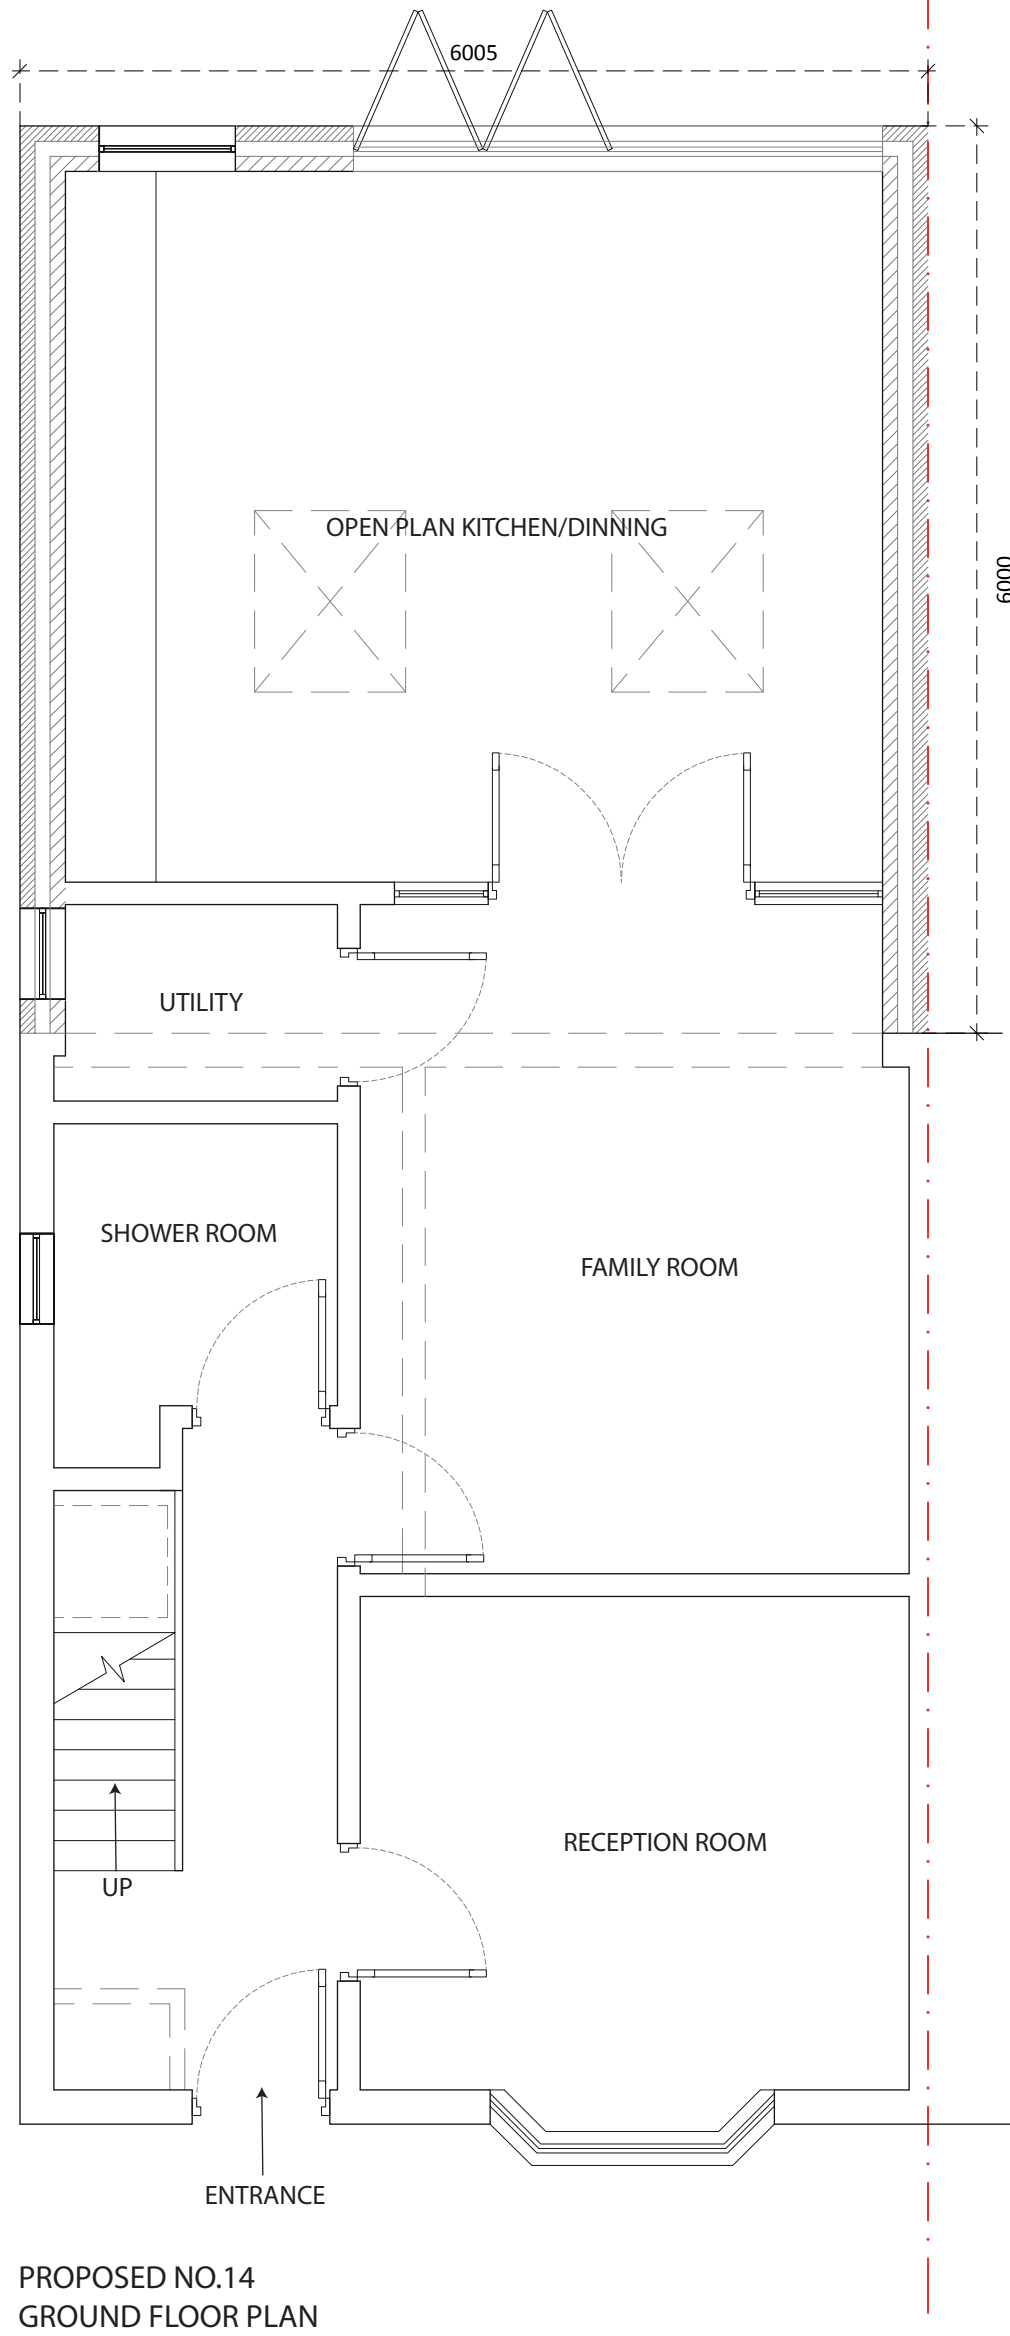 6005
OPEN PLAN KITCHEN/DINNING
6000
UTILITY
SHOWER ROOM
FAMILY ROOM
RECEPTION ROOM
UP
ENTRANCE
PROPOSED NO.14
GROUND FLOOR PLAN